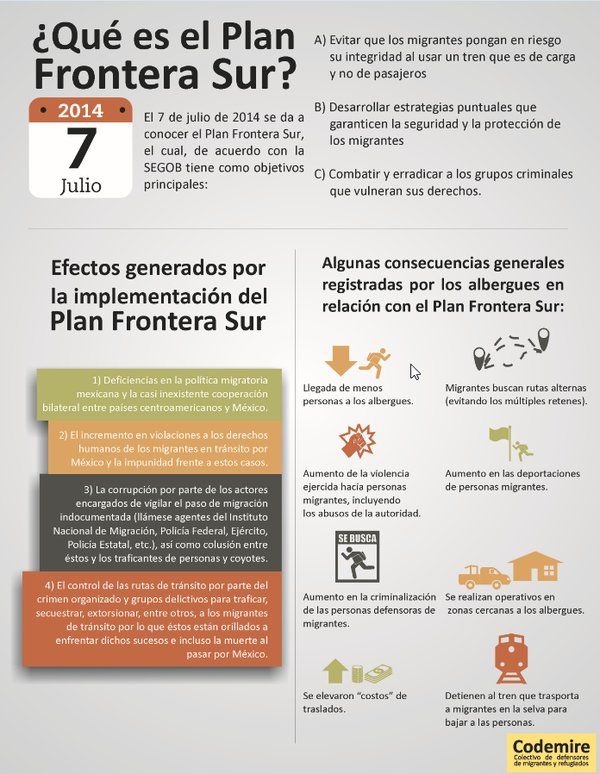 ¿Qué es el Plan
Frontera Sur?
2014
7
Julio
El 7 de julio de 2014 se da a
conocer el Plan Frontera Sur,
el cual, de acuerdo con la
SEGOB tiene como objetivos
principales:
A) Evitar que los migrantes pongan en riesgo
su integridad al usar un tren que es de carga
y no de pasajeros
B) Desarrollar estrategias puntuales que
garanticen la seguridad y la protección de
los migrantes
C) Combatir y erradicar a los grupos criminales
que vulneran sus derechos.
Efectos generados por
la implementación del
Plan Frontera Sur
1) Deficiencias en la política migratoria
mexicana y la casi inexistente cooperación
bilateral entre países centroamericanos y México.
2) El incremento en violaciones a los derechos
humanos de los migrantes en tránsito por
México y la impunidad frente a estos casos.
3) La corrupción por parte de los actores
encargados de vigilar el paso de migración
indocumentada (llámese agentes del Instituto
Nacional de Migración, Policía Federal, Ejército,
Policía Estatal, etc.), así como colusión entre
éstos y los traficantes de personas y coyotes.
4) El control de las rutas de tránsito por parte del
crimen organizado y grupos delictivos para traficar,
secuestrar, extorsionar, entre otros, a los migrantes
de tránsito por lo que éstos están orillados a
enfrentar dichos sucesos e incluso la muerte al
pasar por México.
Algunas consecuencias generales
registradas por los albergues en
relación con el Plan Frontera Sur:
Llegada de menos
personas a los albergues.
Migrantes buscan rutas alternas
(evitando los múltiples retenes).
Aumento de la violencia
ejercida hacía personas
migrantes, incluyendo
los abusos de la autoridad.
Aumento en las deportaciones
de personas migrantes.
SE BUSCA
Aumento en la criminalización
de las personas defensoras de
migrantes.
Se realizan operativos en
zonas cercanas a los albergues.
Se elevaron "costos" de
traslados.
Detienen al tren que trasporta
a migrantes en la selva para
bajar a las personas.
Codemire
Colectivo de defensores
de migrantes y refugiados